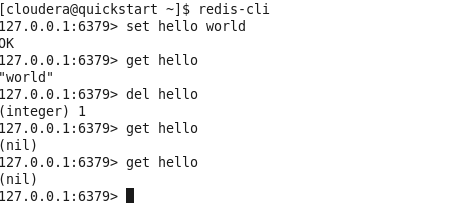 [cloudera@quickstart ~]$ redis-cli
127.0.0.1:6379> set hello world
OK
127.0.0.1:6379> get hello
"world"
127.0.0.1:6379> del hello
(integer) 1
127.0.0.1:6379> get hello
(nil)
127.0.0.1:6379> get hello
(nil)
127.0.0.1:6379>